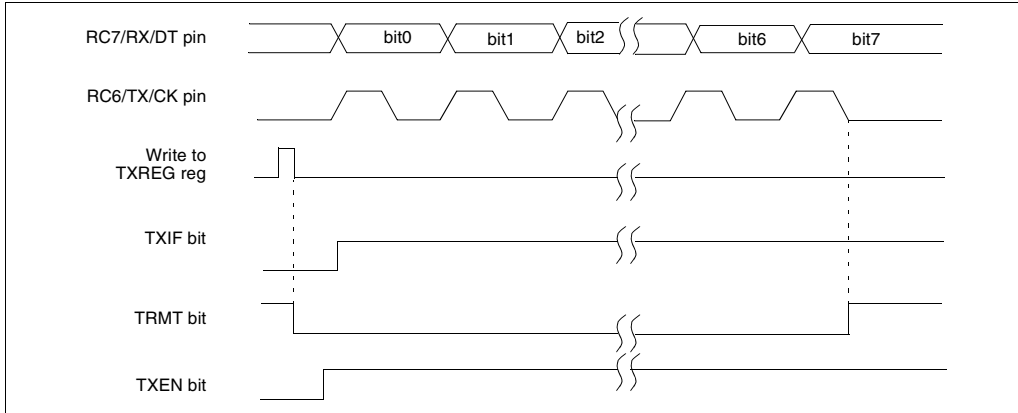 RC7/RX/DT pin
bit0
bit1
bit2
bit6
bit7
RC6/TX/CK pin
Write to
TXREG reg
TXIF bit
TRMT bit
TXEN bit